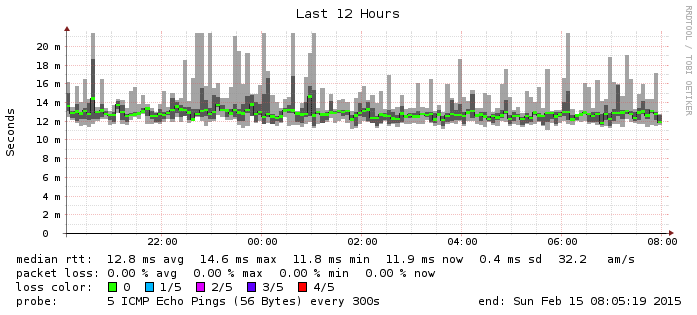 Last 12 Hours
RRDTOOL / TOBI OETIKER
Seconds
20 m
18 m
16 m
14 m
12 m
10 m
8 m
6 m
4 m
2 m
0
22:00 00:00 02:00 04:00 06:00 08:00
median rtt: 12.8 ms avg 14.6 ms max 11.8 ms min 11.9 ms now 0.4 ms sd 32.2 am/s
packet loss: 0.00 % avg 0.00 % max 0.00 % min 0.00 % now
loss color: 0 1/5 2/5 3/5 4/5
probe: 5 ICMP Echo Pings (56 Bytes) every 300s end: Sun Feb 15 08:05:19 2015